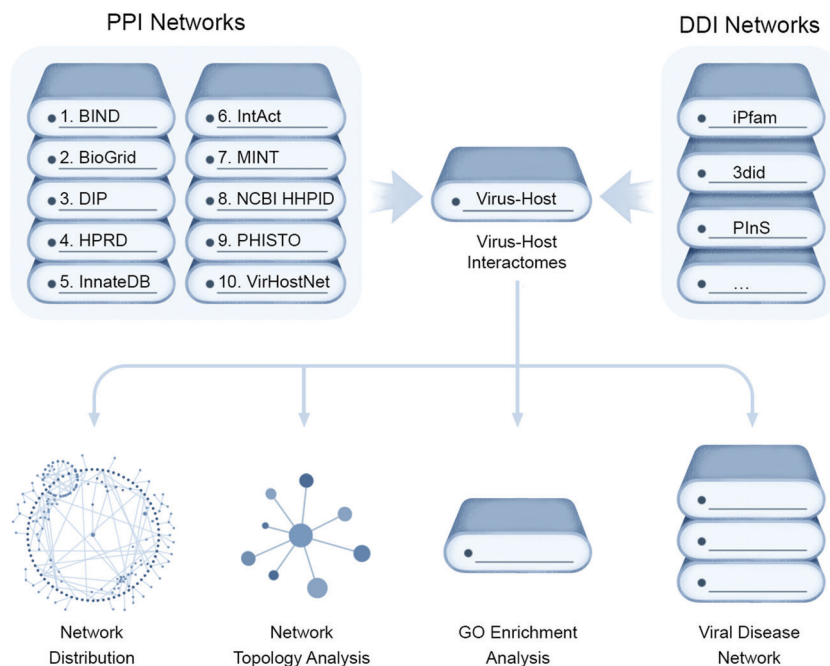 PPI Networks
DDI Networks
1. BIND
2. BioGrid
3. DIP
4. HPRD
5. InnateDB
6. IntAct
7. MINT
8. NCBI HHPID
9. PHISTO
10. VirHostNet
Virus-Host
Virus-Host
Interactomes
iPfam
3did
PInS
...
Network
Distribution
Network
Topology Analysis
GO Enrichment
Analysis
Viral Disease
Network